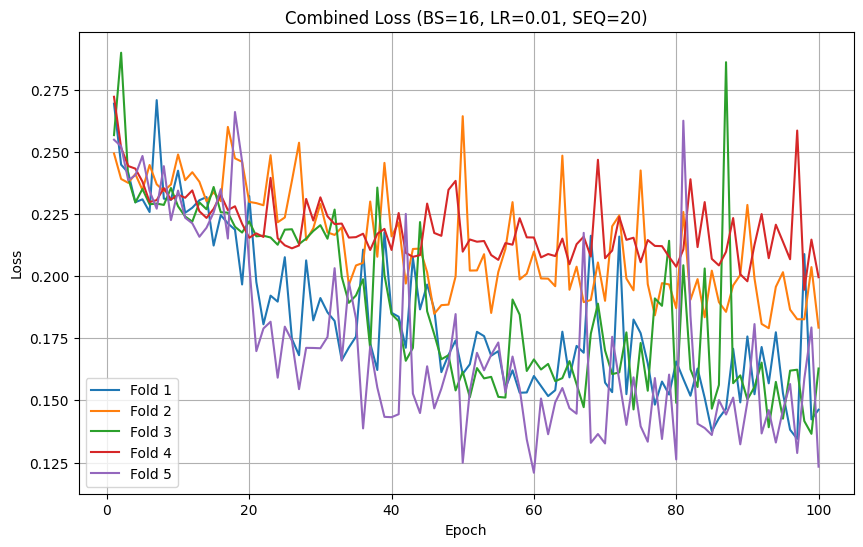 Combined Loss (BS=16, LR=0.01, SEQ=20)
Loss
0.275
0.250
0.225
0.200
0.175
0.150
0.125
Fold 1
Fold 2
Fold 3
Fold 4
Fold 5
0
20
40
60
80
100
Epoch